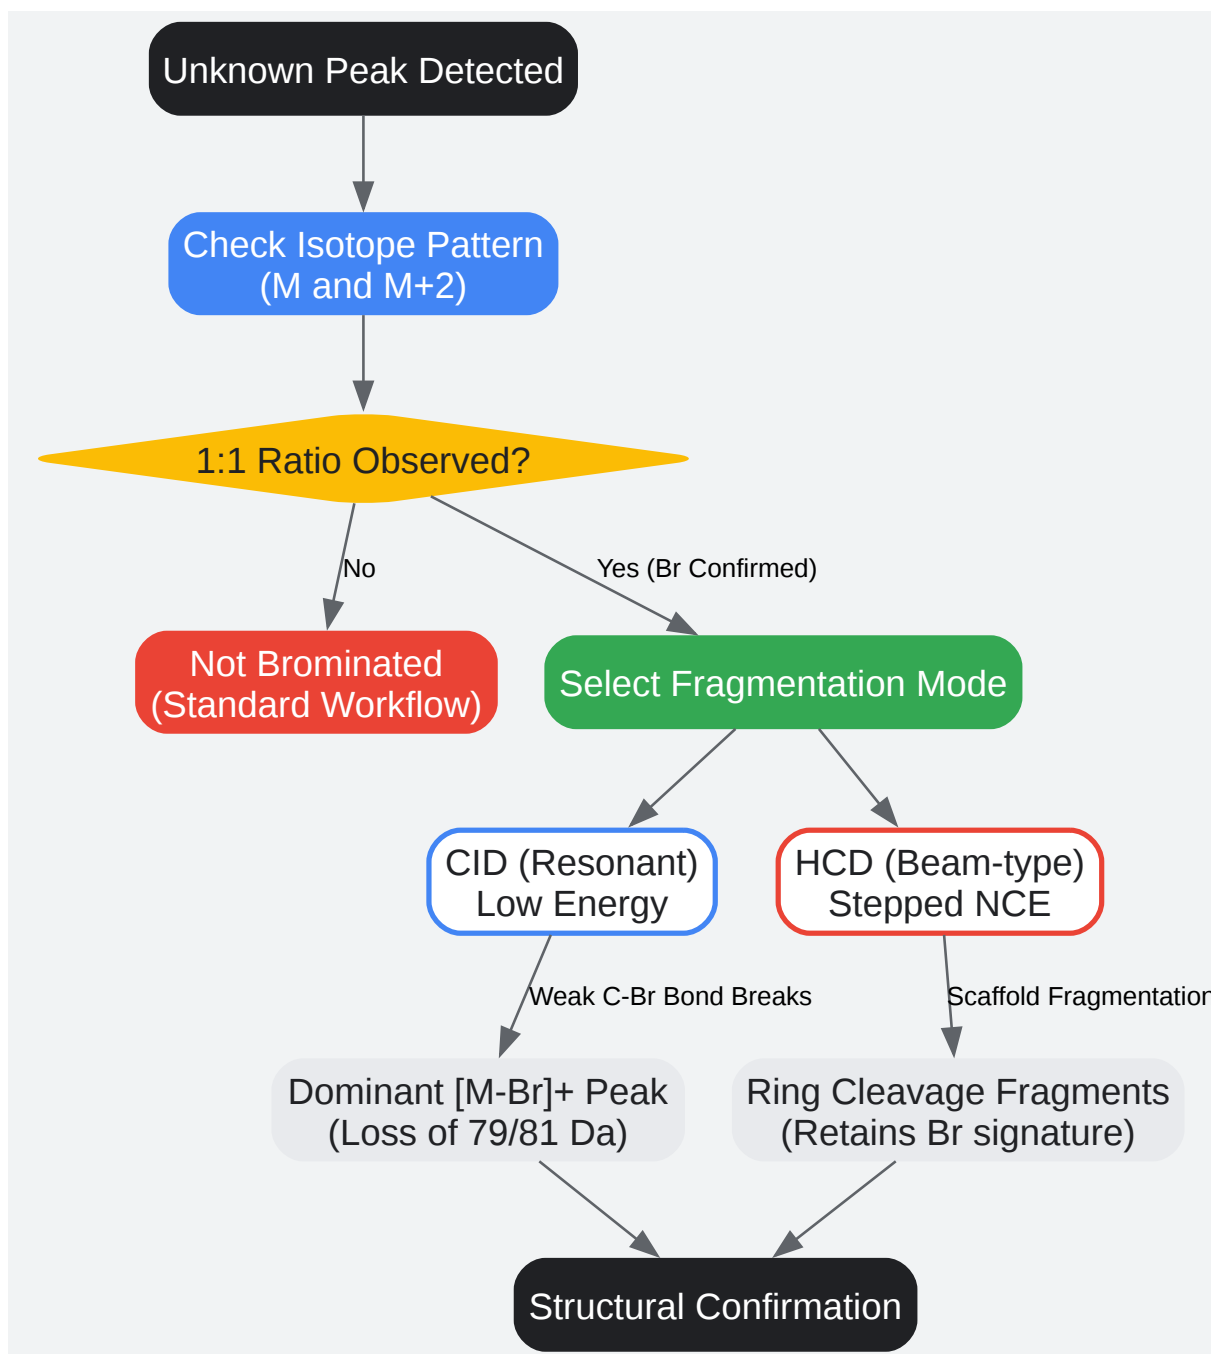 Unknown Peak Detected
Check Isotope Pattern
(M and M+2)
1:1 Ratio Observed?
No
Yes (Br Confirmed)
Not Brominated
(Standard Workflow)
Select Fragmentation Mode
CID (Resonant)
Low Energy
HCD (Beam-type)
Stepped NCE
Weak C-Br Bond Breaks
Scaffold Fragmentation
Dominant [M-Br]+ Peak
(Loss of 79/81 Da)
Ring Cleavage Fragments
(Retains Br signature)
Structural Confirmation